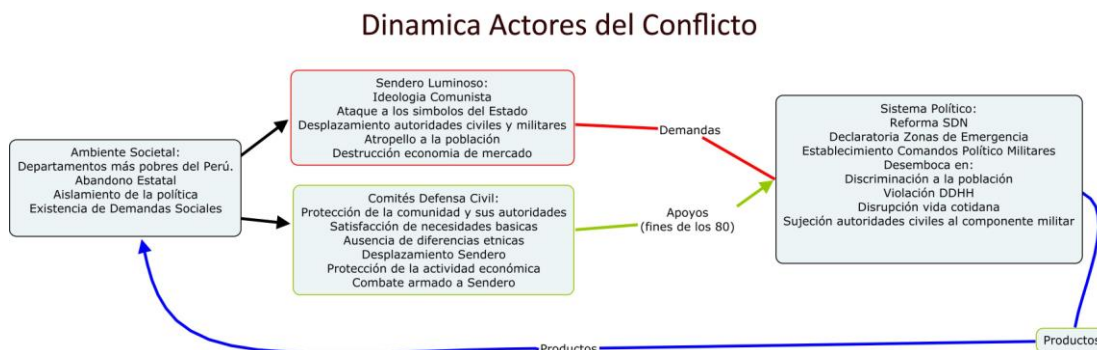 Dinamica Actores del Conflicto
Ambiente Societal:
Departamentos más pobres del Perú.
Abandono Estatal
Aislamiento de la política
Existencia de Demandas Sociales
Sendero Luminoso:
Ideologia Comunista
Ataque a los simbolos del Estado
Desplazamiento autoridades civiles y militares
Atropello a la población
Destrucción economia de mercado
Comités Defensa Civil:
Protección de la comunidad y sus autoridades
Satisfacción de necesidades basicas
Ausencia de diferencias etnicas
Desplazamiento Sendero
Protección de la actividad económica
Combate armado a Sendero
Demandas
Apoyos
(fines de los 80)
Sistema Político:
Reforma SDN
Declaratoria Zonas de Emergencia
Establecimiento Comandos Político Militares
Desemboca en:
Discriminación a la población
Violación DDHH
Disrupción vida cotidana
Sujeción autoridades civiles al componente militar
Productos
Productos